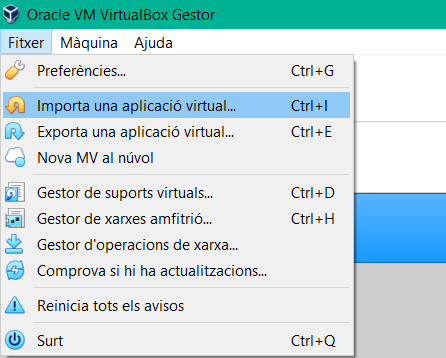 Oracle VM VirtualBox Gestor
Fitxer Màquina Ajuda
Preferències... Ctrl+G
Importa una aplicació virtual... Ctrl+I
Exporta una aplicació virtual... Ctrl+E
Nova MV al núvol
Gestor de suports virtuals... Ctrl+D
Gestor de xarxes amfitrió... Ctrl+H
Gestor d'operacions de xarxa...
Comprova si hi ha actualitzacions...
Reinicia tots els avisos
Surt Ctrl+Q